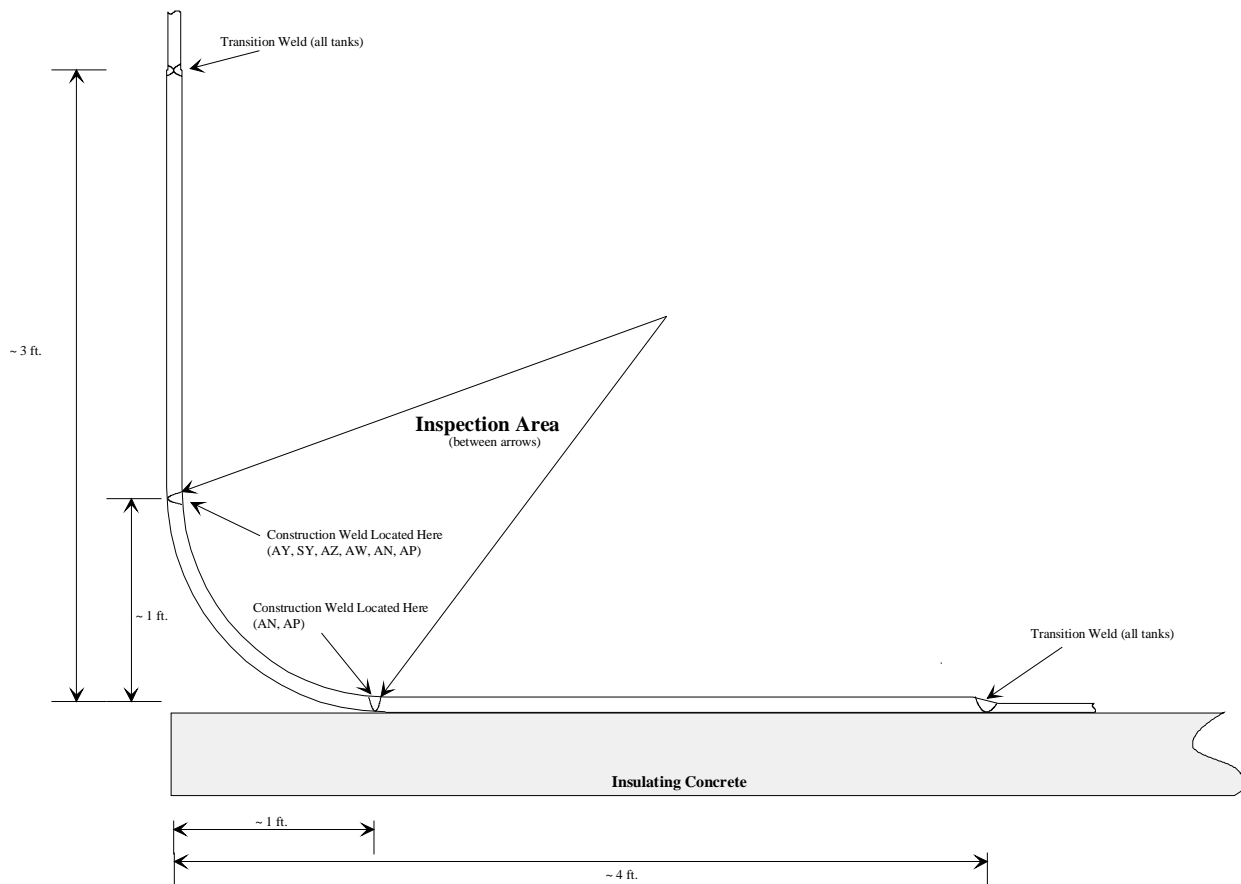 Transition Weld (all tanks)
~ 3 ft.
Inspection Area
(between arrows)
Construction Weld Located Here
(AY, SY, AZ, AW, AN, AP)
~ 1 ft.
Construction Weld Located Here
(AN, AP)
Transition Weld (all tanks)
Insulating Concrete
~ 1 ft.
~ 4 ft.